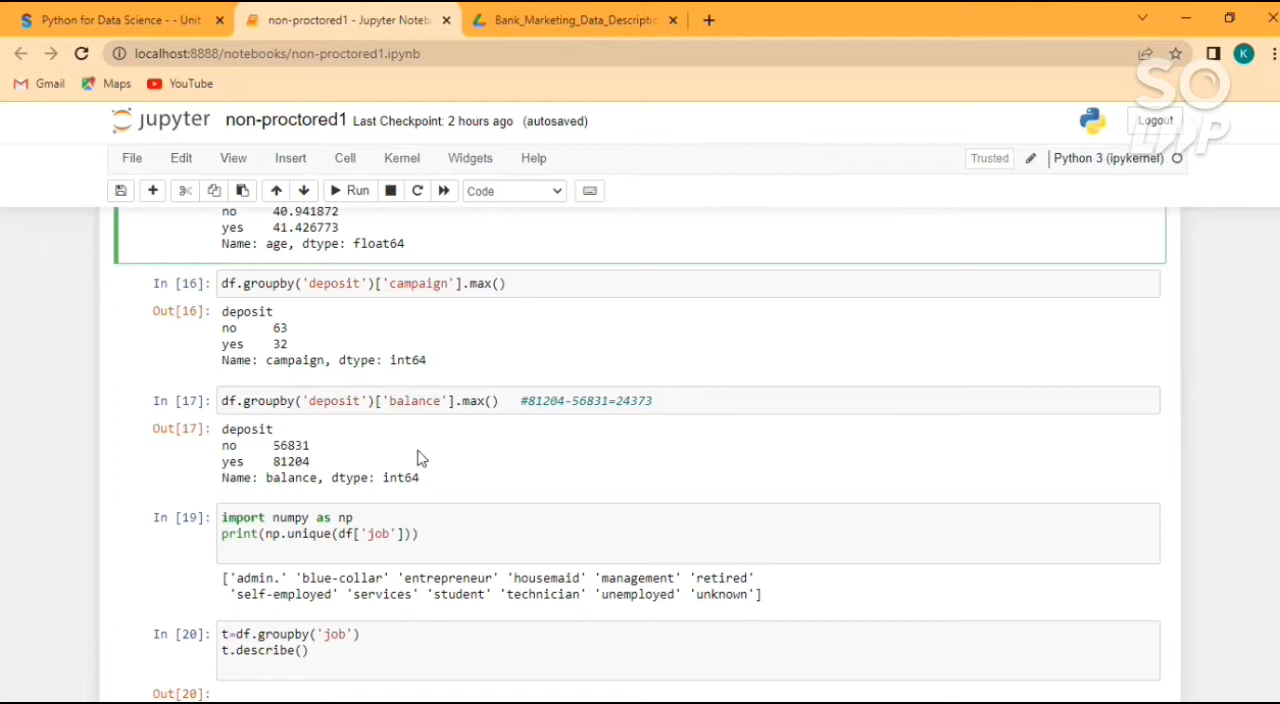 Python for Data Science - - Unit
non-proctored1 - Jupyter Noteb
Bank_Marketing_Data_Descriptio
localhost:8888/notebooks/non-proctored1.ipynb
K
Gmail Maps YouTube
SO
LDP
jupyter non-proctored1 Last Checkpoint: 2 hours ago (autosaved)
Logout
File Edit View Insert Cell Kernel Widgets Help
Trusted Python 3 (ipykernel)
Run Code
no 40.941872
yes 41.426773
Name: age, dtype: float64
In [16]: df.groupby('deposit')['campaign'].max()
Out[16]: deposit
no 63
yes 32
Name: campaign, dtype: int64
In [17]: df.groupby('deposit')['balance'].max() #81204-56831=24373
Out[17]: deposit
no 56831
yes 81204
Name: balance, dtype: int64
In [19]: import numpy as np
print(np.unique(df['job']))
['admin.' 'blue-collar' 'entrepreneur' 'housemaid' 'management' 'retired'
'self-employed' 'services' 'student' 'technician' 'unemployed' 'unknown']
In [20]: t=df.groupby('job')
t.describe()
Out[20]: